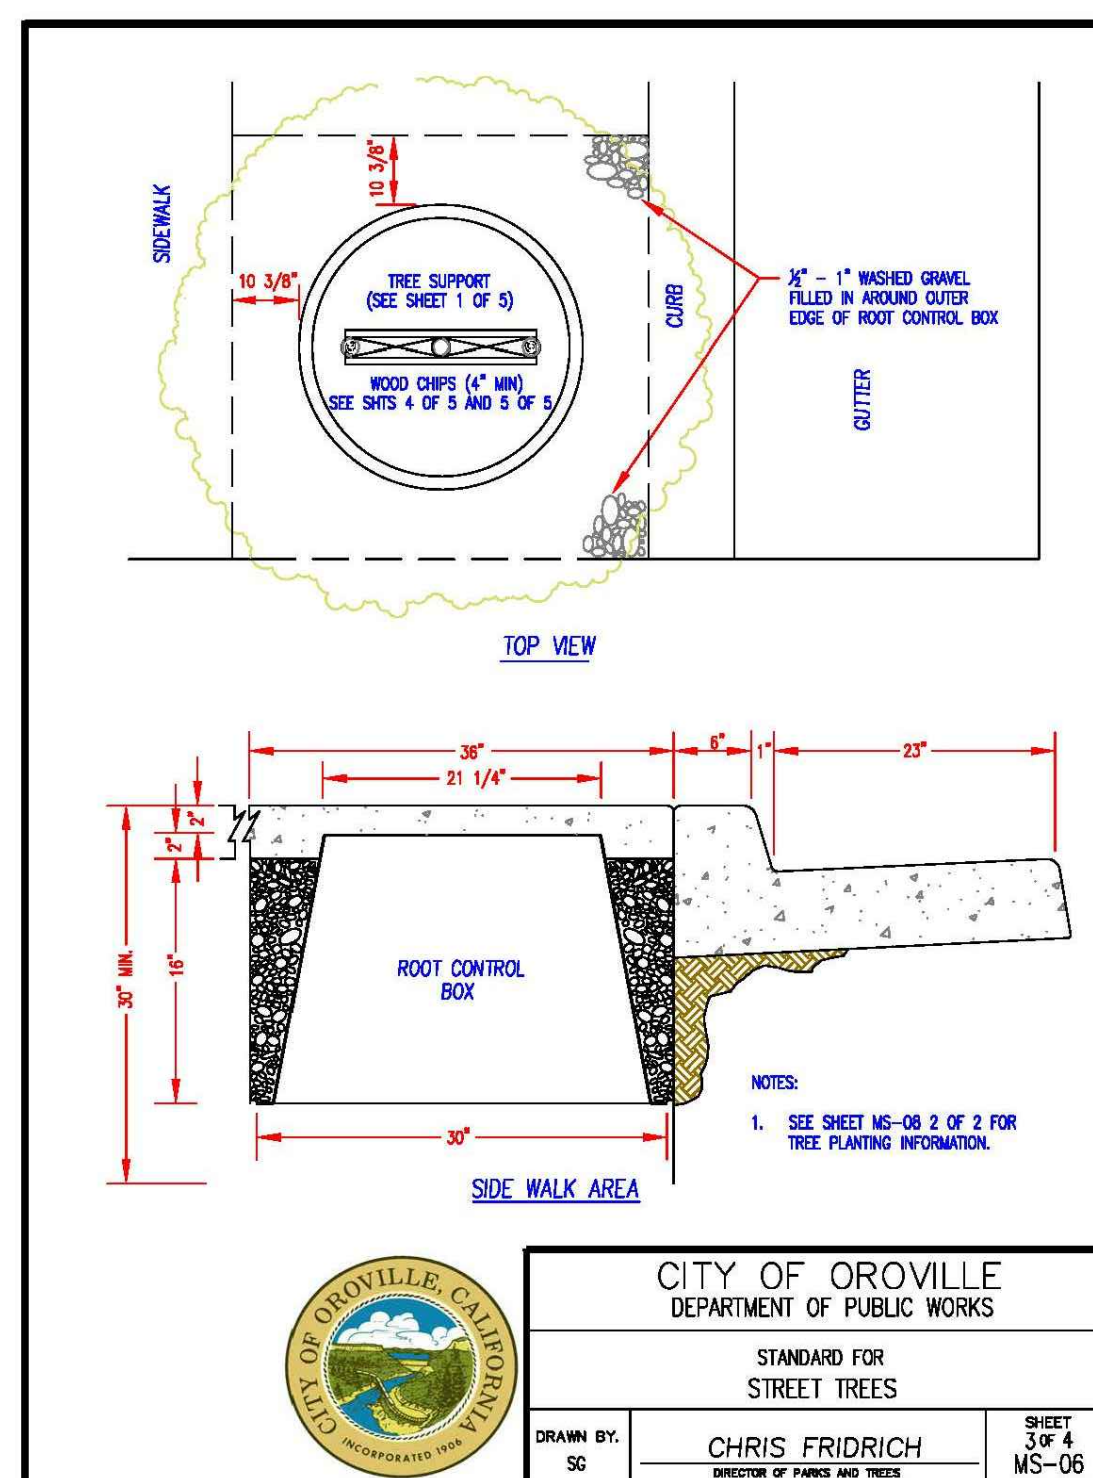 10 3/8"
SIDEWALK
10 3/8"
TREE SUPPORT
(SEE SHEET 1 OF 5)
WOOD CHIPS (4" MIN)
SEE SHTS 4 OF 5 AND 5 OF 5
CURB
½" - 1" WASHED GRAVEL
FILLED IN AROUND OUTER
EDGE OF ROOT CONTROL BOX
GUTTER
TOP VIEW
36"
6"
1"
23"
21 1/4"
2"
2"
30" MIN.
16"
ROOT CONTROL
BOX
30"
NOTES:
1. SEE SHEET MS-08 2 OF 2 FOR
TREE PLANTING INFORMATION.
SIDE WALK AREA
CITY OF OROVILLE, CALIFORNIA
INCORPORATED 1906
CITY OF OROVILLE
DEPARTMENT OF PUBLIC WORKS
STANDARD FOR
STREET TREES
DRAWN BY.
SG
CHRIS FRIDRICH
DIRECTOR OF PARKS AND TREES
SHEET
3 OF 4
MS-06